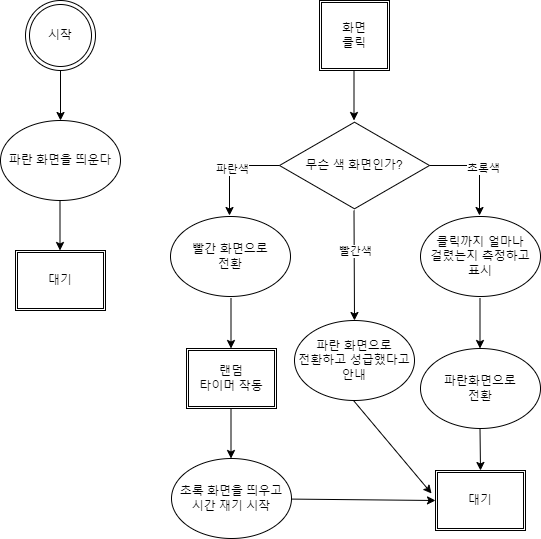 시작
파란 화면을 띄운다
대기
화면
클릭
무슨 색 화면인가?
파란색
초록색
빨간색
빨간 화면으로
전환
클릭까지 얼마나
걸렸는지 측정하고
표시
파란 화면으로
전환하고 성급했다고
안내
랜덤
타이머 작동
파란화면으로
전환
초록 화면을 띄우고
시간 재기 시작
대기